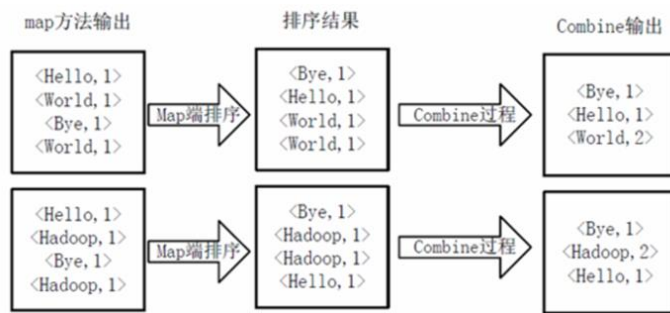 map方法输出
排序结果
Combine输出
<Hello,1>
<World,1>
<Bye,1>
<World,1>
Map端排序
<Bye,1>
<Hello,1>
<World,1>
<World,1>
Combine过程
<Bye,1>
<Hello,1>
<World,2>
<Hello,1>
<Hadoop,1>
<Bye,1>
<Hadoop,1>
Map端排序
<Bye,1>
<Hadoop,1>
<Hadoop,1>
<Hello,1>
Combine过程
<Bye,1>
<Hadoop,2>
<Hello,1>